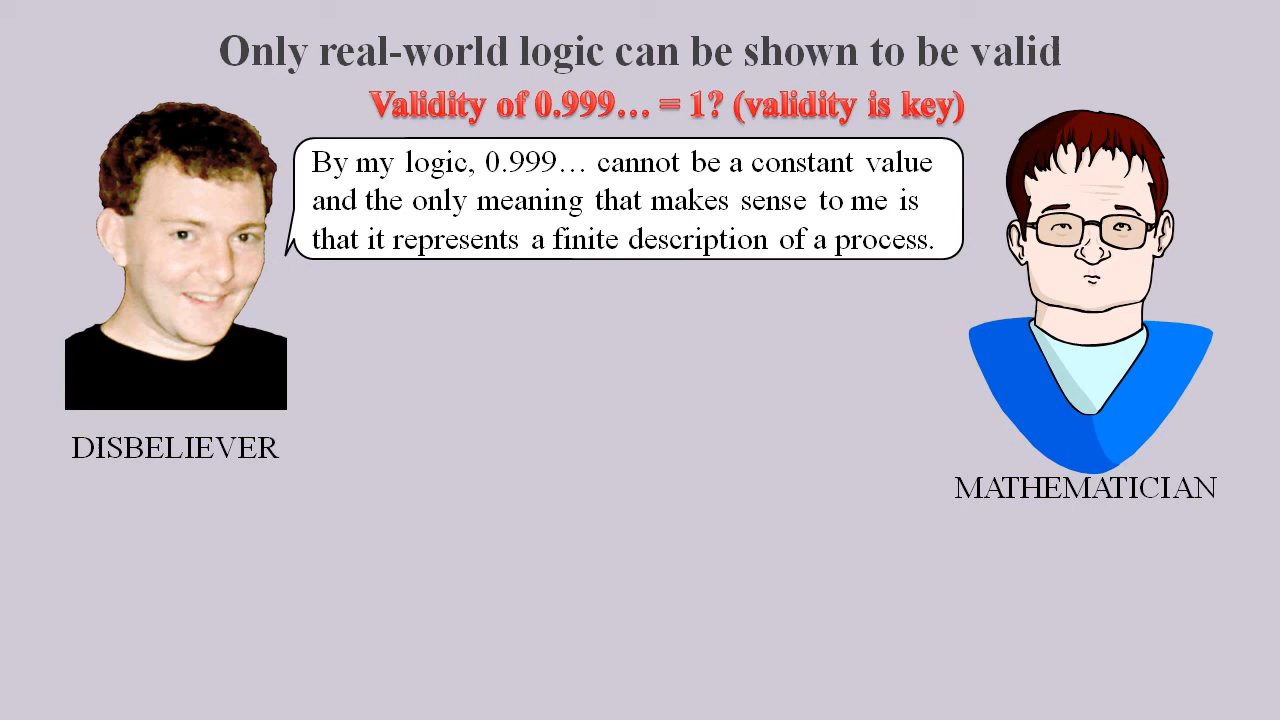 Only real-world logic can be shown to be valid
Validity of 0.999… = 1? (validity is key)
By my logic, 0.999… cannot be a constant value
and the only meaning that makes sense to me is
that it represents a finite description of a process.
DISBELIEVER
MATHEMATICIAN